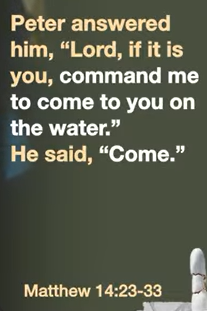 Peter answered
him, “Lord, if it is
you, command me
to come to you on
the water.”
He said, “Come.”
Matthew 14:23-33